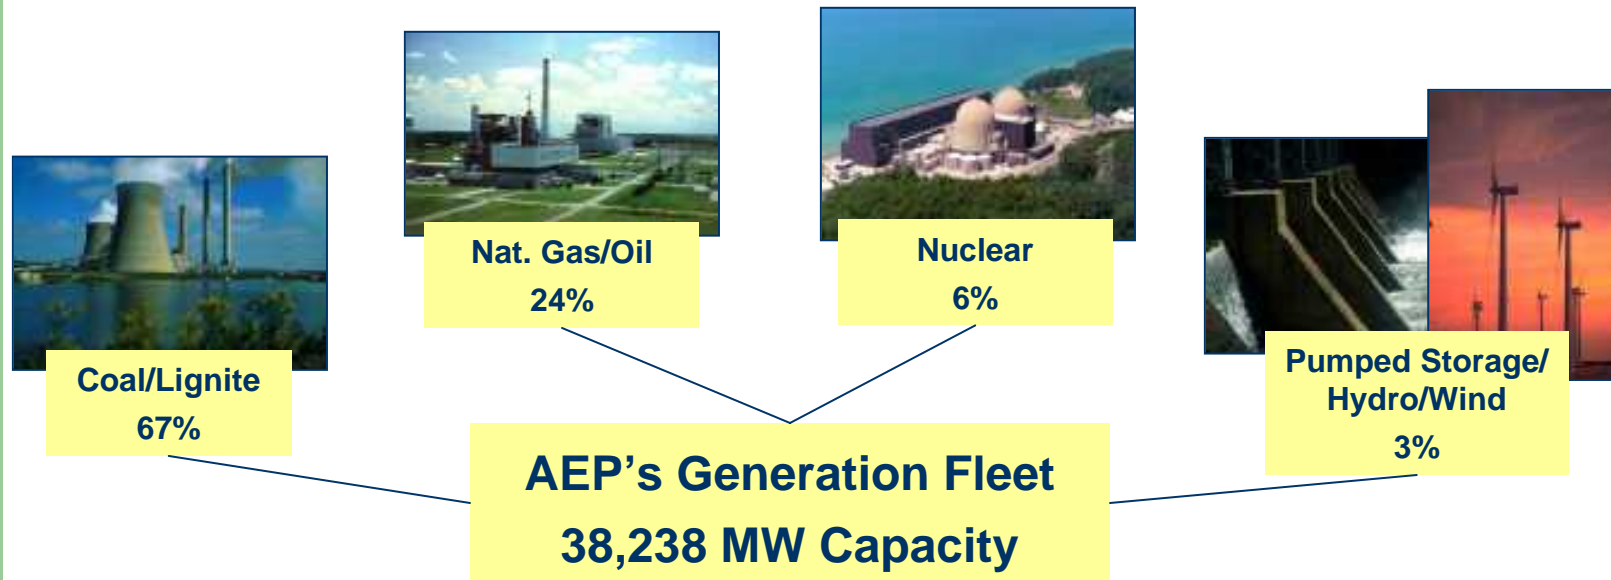 Coal/Lignite
67%
Nat. Gas/Oil
24%
Nuclear
6%
Pumped Storage/
Hydro/Wind
3%
AEP's Generation Fleet
38,238 MW Capacity